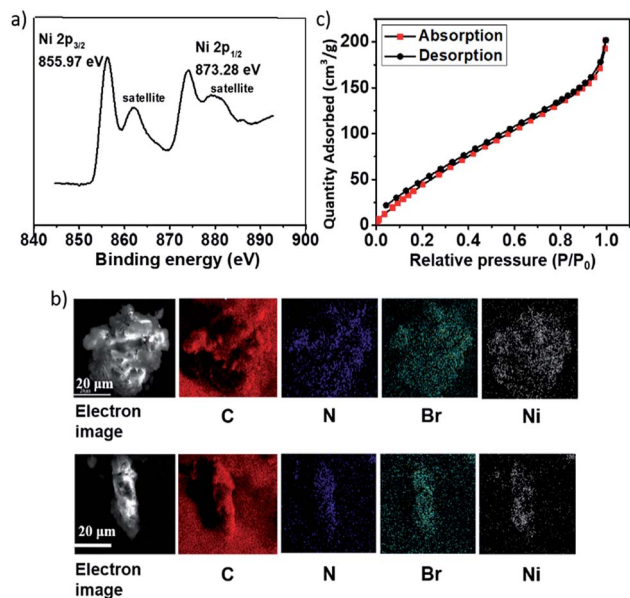 a)
Ni 2p3/2
855.97 eV
Ni 2p1/2
873.28 eV
satellite
satellite
840 850 860 870 880 890 900
Binding energy (eV)
c)
Absorption
Desorption
200
150
100
50
0
Quantity Adsorbed (cm³/g)
0.0 0.2 0.4 0.6 0.8 1.0
Relative pressure (P/P0)
b)
20 μm
Electron
image
C
N
Br
Ni
20 μm
Electron
image
C
N
Br
Ni